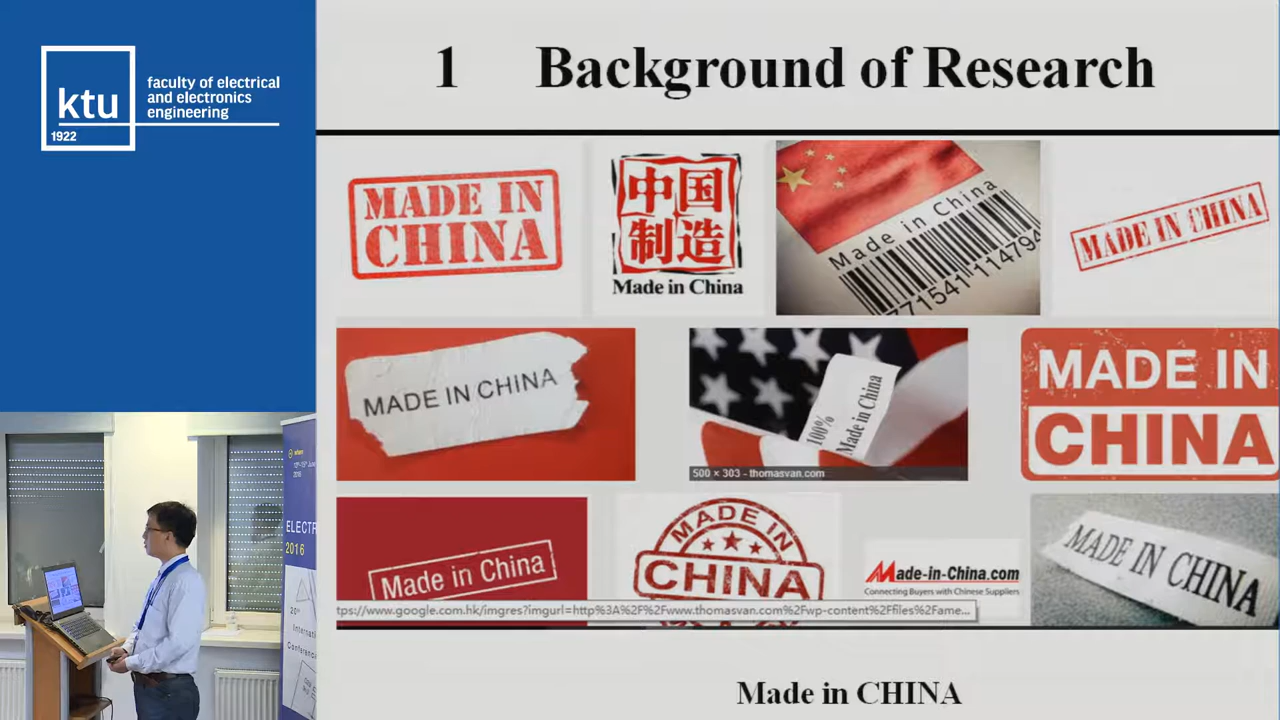 ktu
1922
faculty of electrical
and electronics
engineering
1 Background of Research
MADE IN
CHINA
中国
制造
Made in China
Made in China
771541 114794
MADE IN CHINA
MADE IN CHINA
100%
Made in China
500 × 303 - thomasvan.com
MADE IN
CHINA
Made in China
MADE IN
CHINA
Made-in-China.com
Connecting Buyers with Chinese Suppliers
MADE IN CHINA
tps://www.google.com.hk/imgres?imgurl=http%3A%2F%2Fwww.thomasvan.com%2Fwp-content%2Ffiles%2Fame...
Made in CHINA
ELECTR
2016
20th
Internati
Conferenc